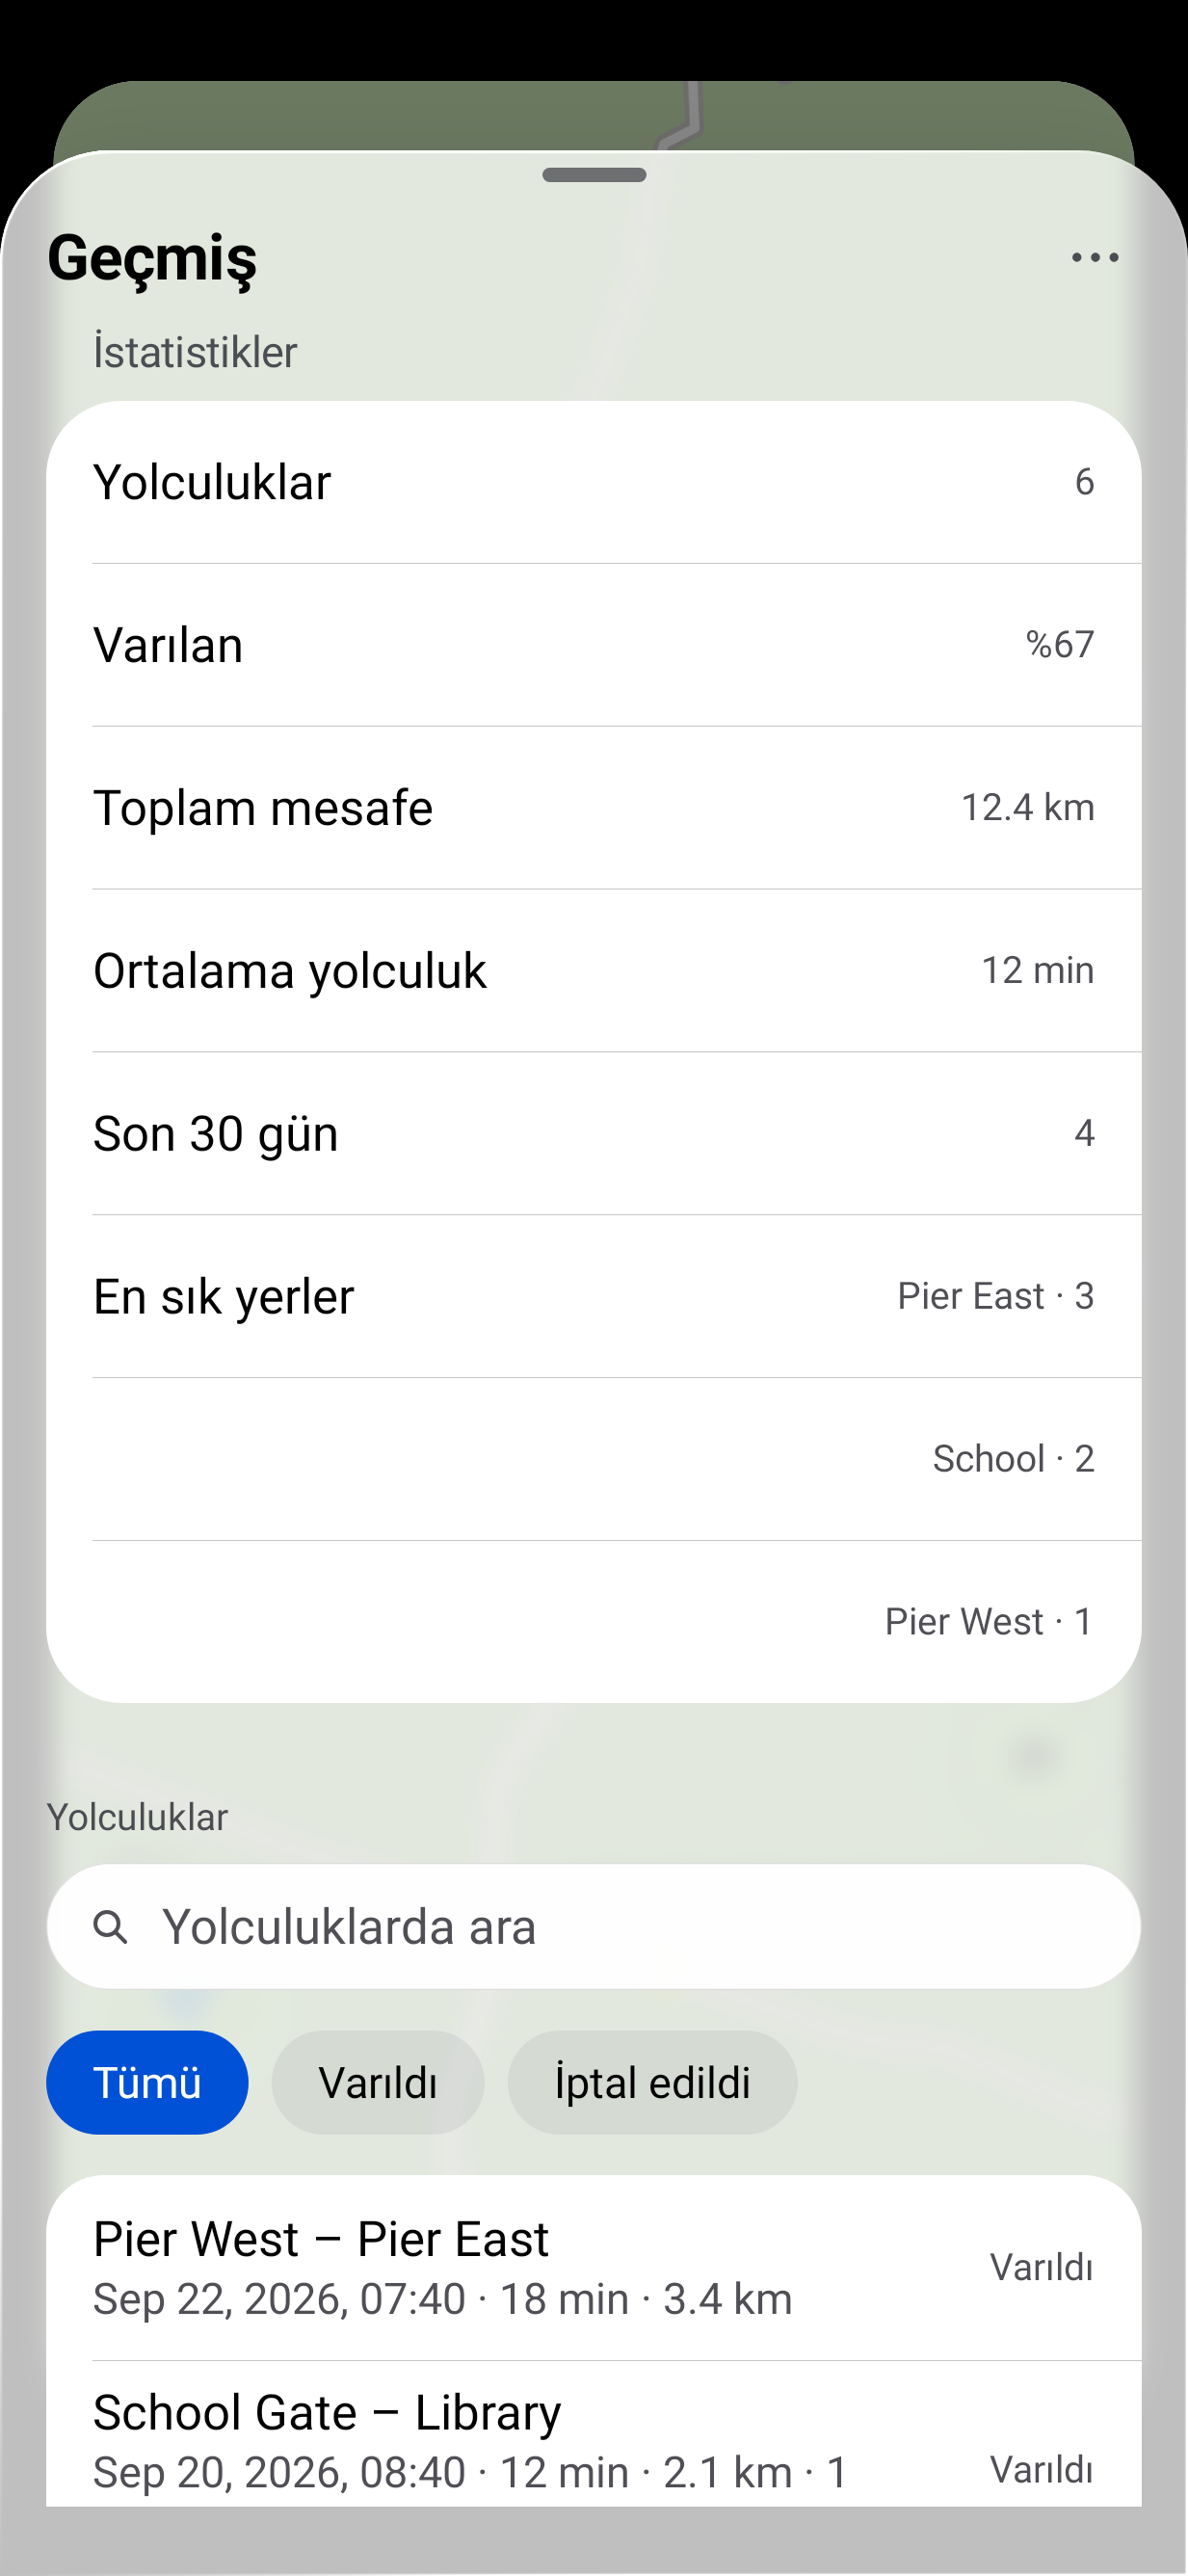 Geçmiş
İstatistikler
Yolculuklar 6
Varılan %67
Toplam mesafe 12.4 km
Ortalama yolculuk 12 min
Son 30 gün 4
En sık yerler Pier East · 3
School · 2
Pier West · 1
Yolculuklar
Yolculuklarda ara
Tümü Varıldı İptal edildi
Pier West – Pier East
Sep 22, 2026, 07:40 · 18 min · 3.4 km Varıldı
School Gate – Library
Sep 20, 2026, 08:40 · 12 min · 2.1 km · 1 Varıldı